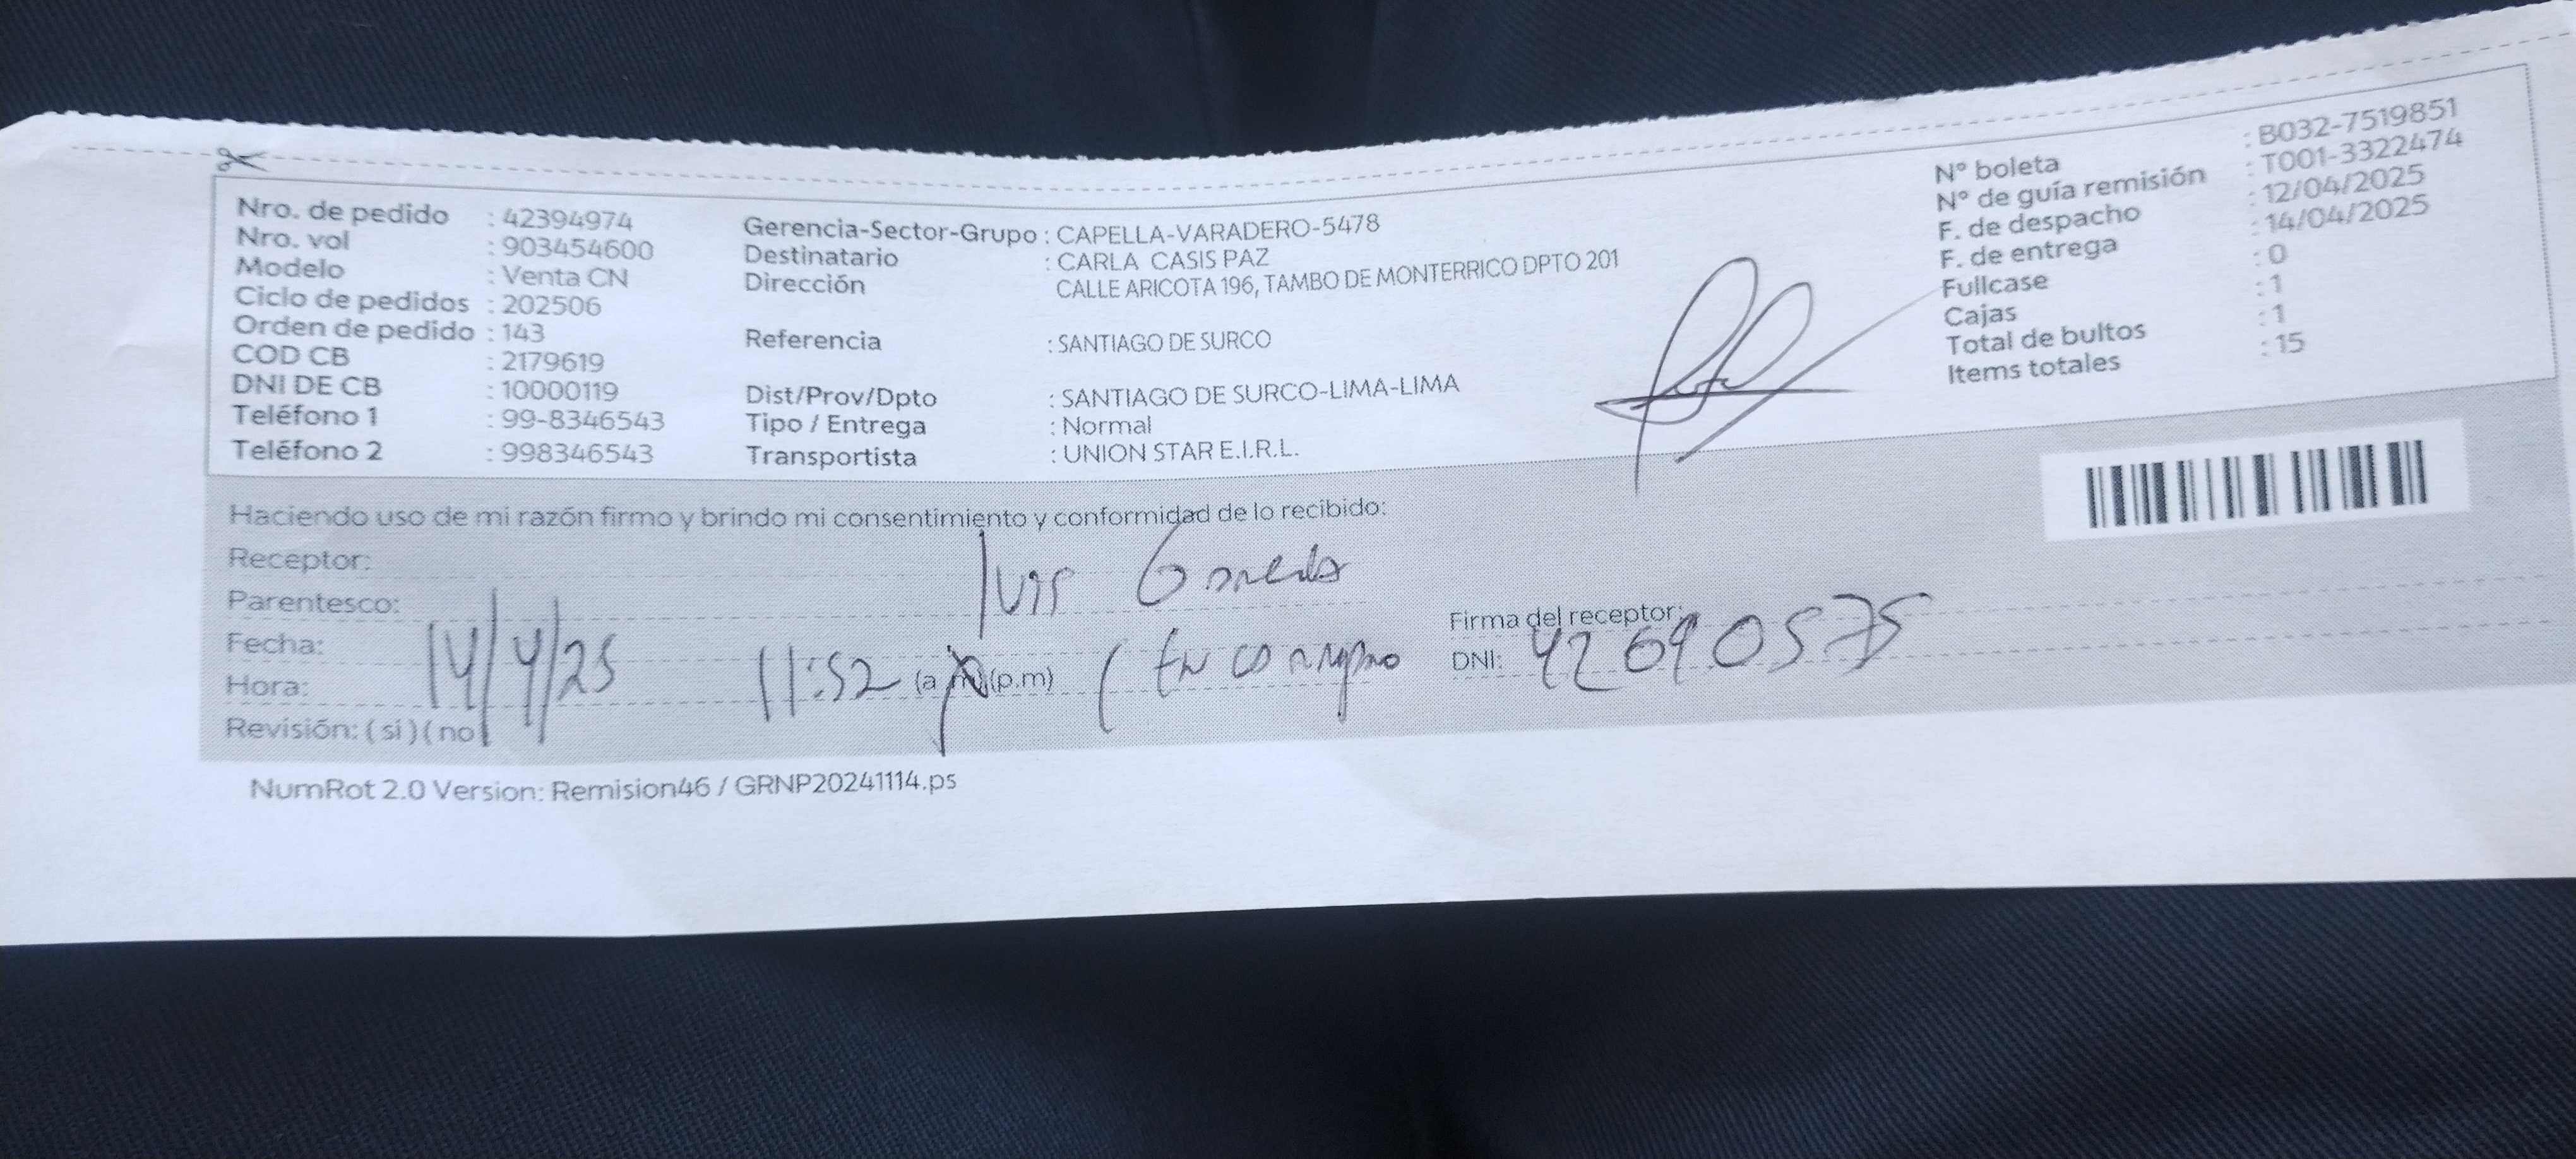 Nro. de pedido : 42394974
Nro. vol : 903454600
Modelo : Venta CN
Ciclo de pedidos : 202506
Orden de pedido : 143
COD CB : 2179619
DNI DE CB : 10000119
Teléfono 1 : 99-8346543
Teléfono 2 : 998346543
Gerencia-Sector-Grupo : CAPELLA-VARADERO-5478
Destinatario : CARLA CASIS PAZ
Dirección CALLE ARICOTA 196, TAMBO DE MONTERRICO DPTO 201
Referencia : SANTIAGO DE SURCO
Dist/Prov/Dpto : SANTIAGO DE SURCO-LIMA-LIMA
Tipo / Entrega : Normal
Transportista : UNION STAR E.I.R.L.
N° boleta : B032-7519851
N° de guía remisión : T001-3322474
F. de despacho : 12/04/2025
F. de entrega : 14/04/2025
Fullcase : 0
Cajas : 1
Total de bultos : 1
Items totales : 15
Haciendo uso de mi razón firmo y brindo mi consentimiento y conformidad de lo recibido:
Receptor: luis
Parentesco:
Firma del receptor:
Fecha: 14/4/25
Hora: 11:52 (a m) (p.m)
DNI: 42690575
Revisión: ( si ) ( no
NumRot 2.0 Version: Remision46 / GRNP20241114.ps